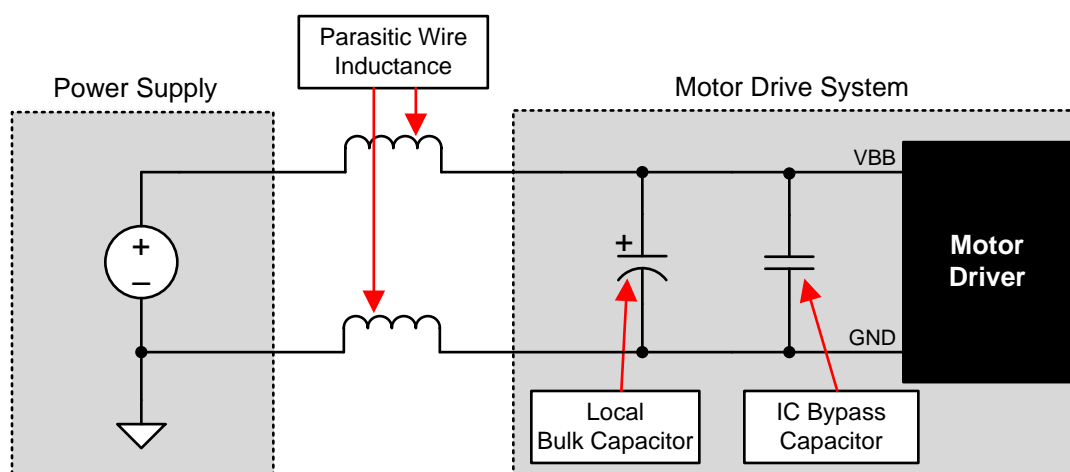 Parasitic Wire
Inductance
Power Supply
Motor Drive System
VBB
+
–
+
Motor
Driver
GND
Local
Bulk Capacitor
IC Bypass
Capacitor